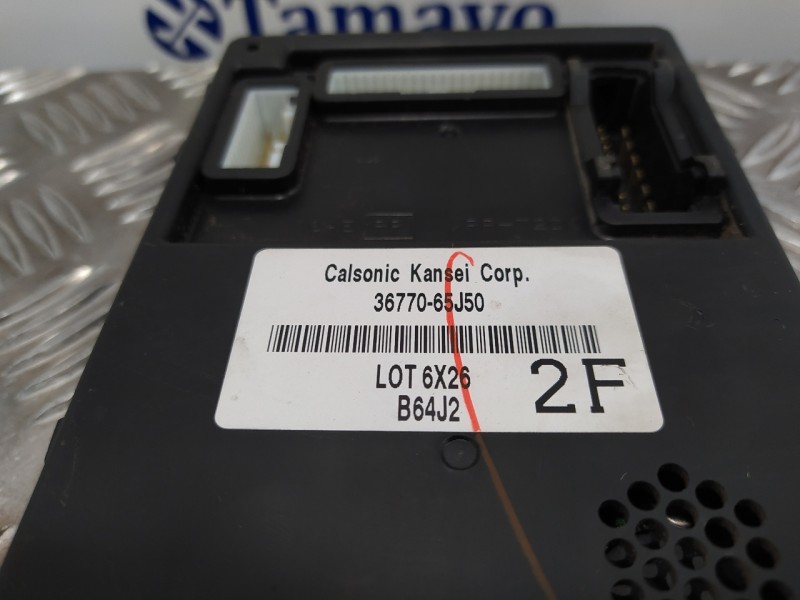 Tamayo
Calsonic Kansei Corp.
36770-65J50
LOT 6X26
B64J2
2F